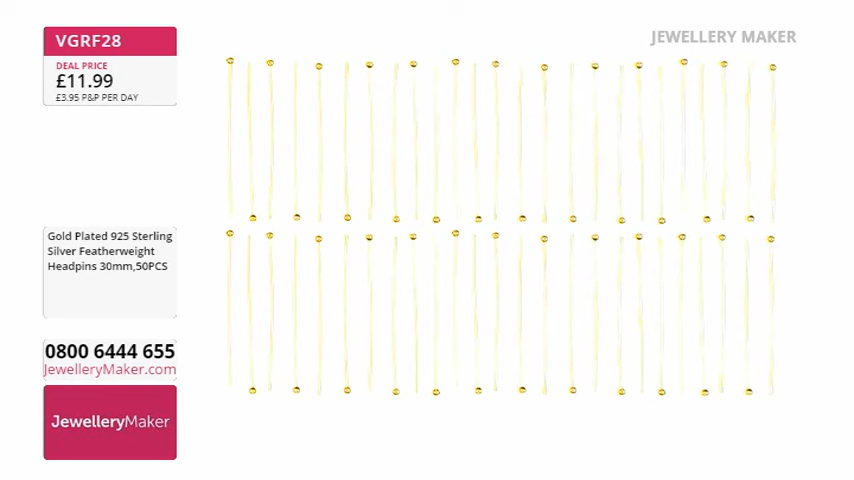 VGRF28
DEAL PRICE
£11.99
£3.95 P&P PER DAY
JEWELLERY MAKER
Gold Plated 925 Sterling
Silver Featherweight
Headpins 30mm,50PCS
0800 6444 655
JewelleryMaker.com
JewelleryMaker